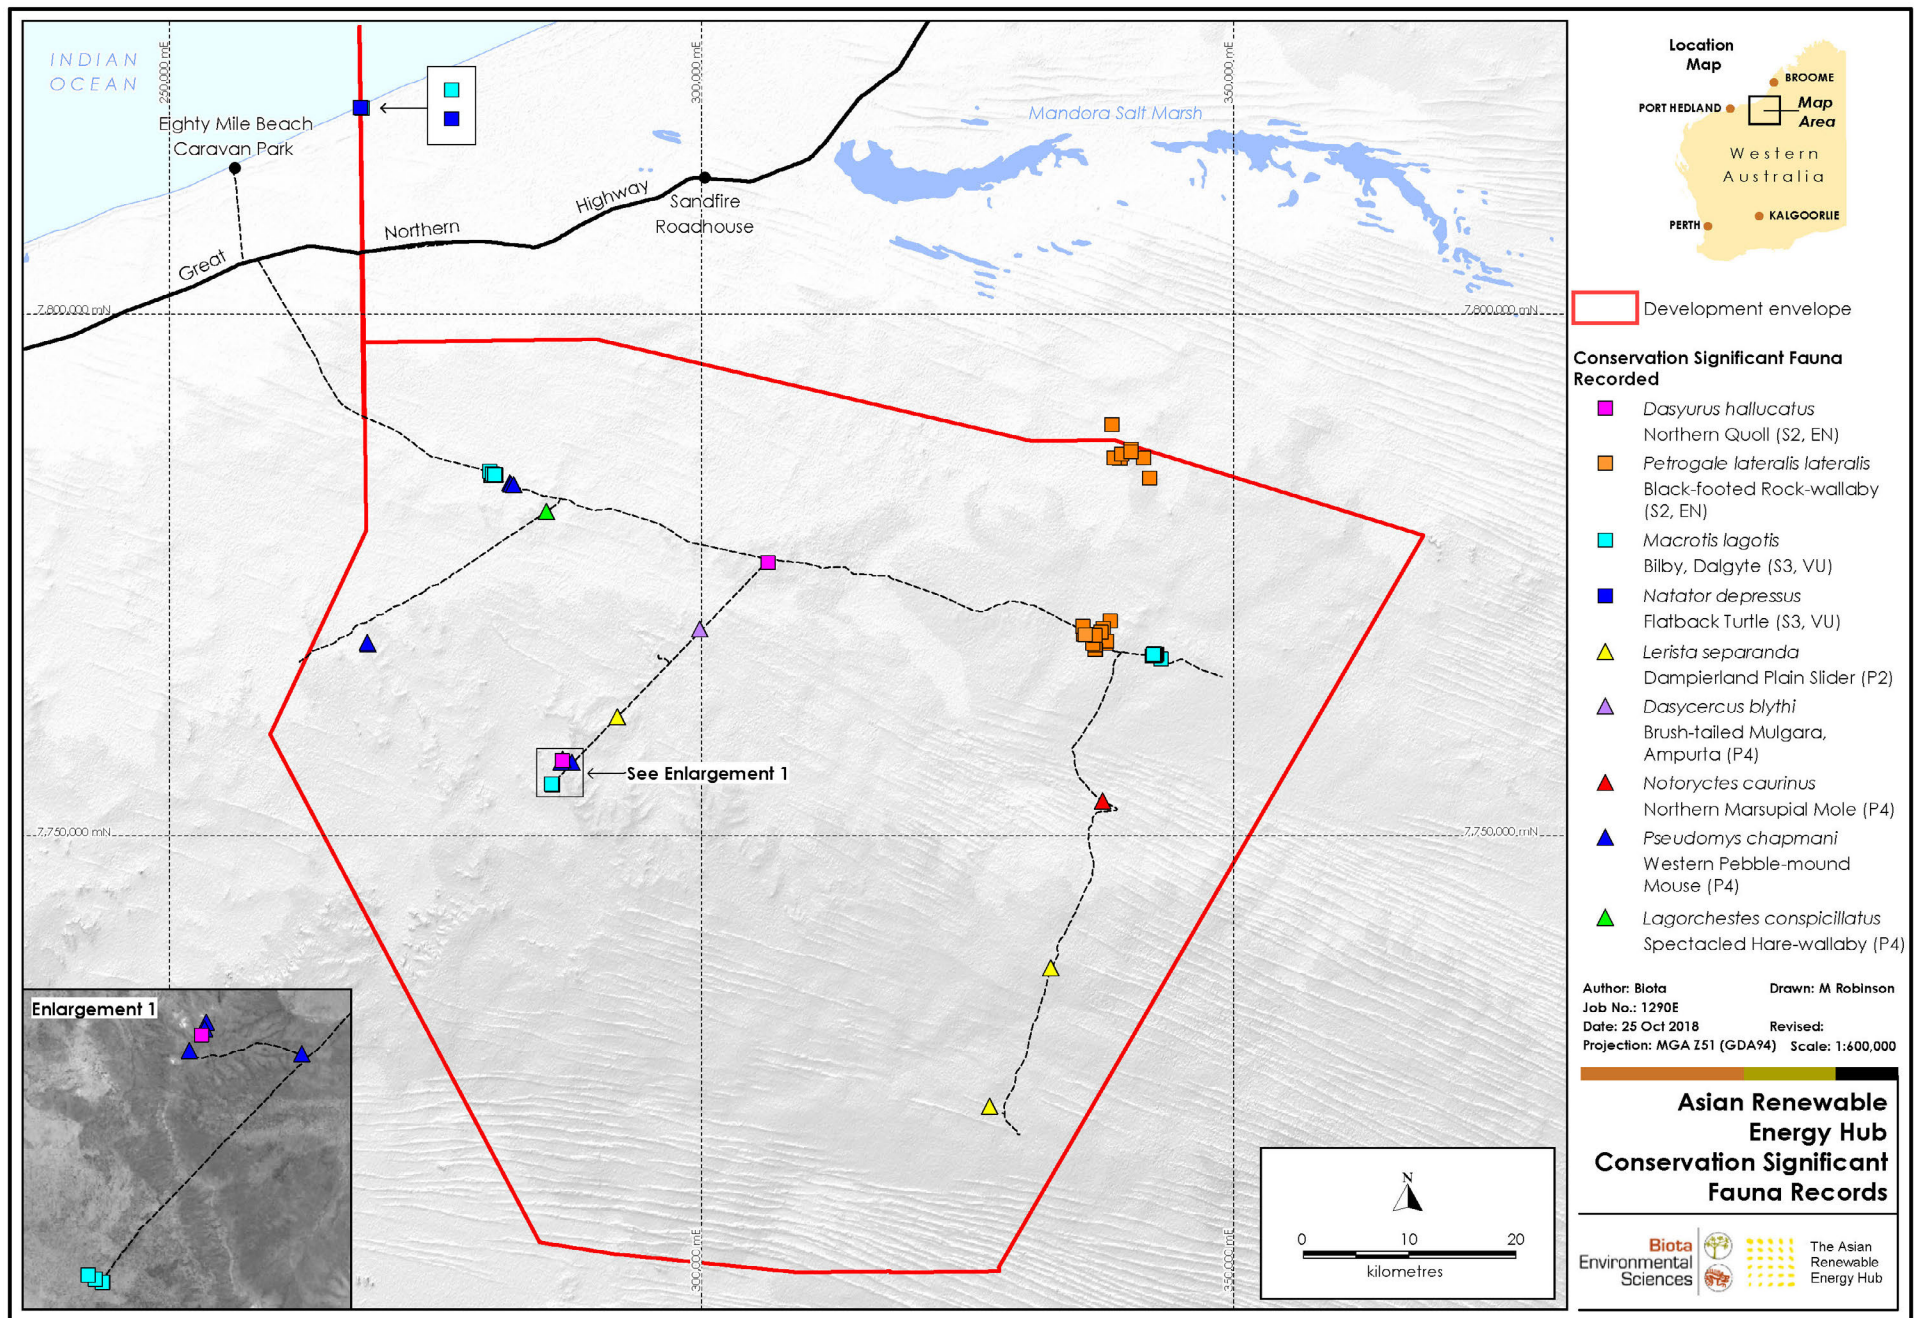 INDIAN
OCEAN
250,000 mE
300,000 mE
350,000 mE
Eighty Mile Beach
Caravan Park
Mandora Salt Marsh
Great
Northern
Highway
Sandfire
Roadhouse
7,800,000 mN
7,800,000 mN
See Enlargement 1
7,750,000 mN
7,750,000 mN
Enlargement 1
300,000 mE
350,000 mE
N
0
10
20
kilometres
Location
Map
BROOME
PORT HEDLAND
Map
Area
Western
Australia
KALGOORLIE
PERTH
Development envelope
Conservation Significant Fauna
Recorded
Dasyurus hallucatus
Northern Quoll (S2, EN)
Petrogale lateralis lateralis
Black-footed Rock-wallaby
(S2, EN)
Macrotis lagotis
Bilby, Dalgyte (S3, VU)
Natator depressus
Flatback Turtle (S3, VU)
Lerista separanda
Dampierland Plain Slider (P2)
Dasycercus blythi
Brush-tailed Mulgara,
Ampurta (P4)
Notoryctes caurinus
Northern Marsupial Mole (P4)
Pseudomys chapmani
Western Pebble-mound
Mouse (P4)
Lagorchestes conspicillatus
Spectacled Hare-wallaby (P4)
Author: Biota Drawn: M Robinson
Job No.: 1290E
Date: 25 Oct 2018 Revised:
Projection: MGA Z51 (GDA94) Scale: 1:600,000
Asian Renewable
Energy Hub
Conservation Significant
Fauna Records
Biota
Environmental
Sciences
The Asian
Renewable
Energy Hub